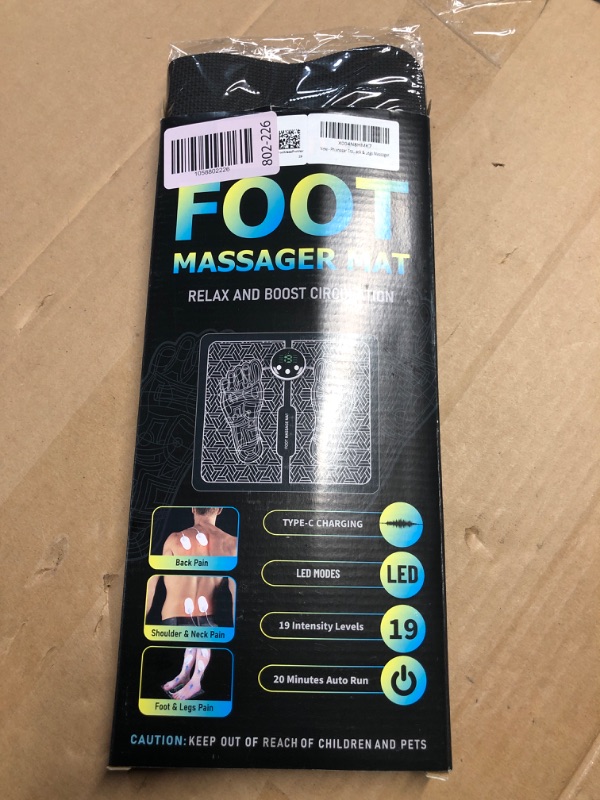 802-226
1058802226
FOOT
MASSAGER MAT
RELAX AND BOOST CIRCULATION
19
FOOT MASSAGE MAT
TYPE-C CHARGING
Back Pain
LED MODES
LED
Shoulder & Neck Pain
19 Intensity Levels
19
20 Minutes Auto Run
Foot & Legs Pain
CAUTION: KEEP OUT OF REACH OF CHILDREN AND PETS